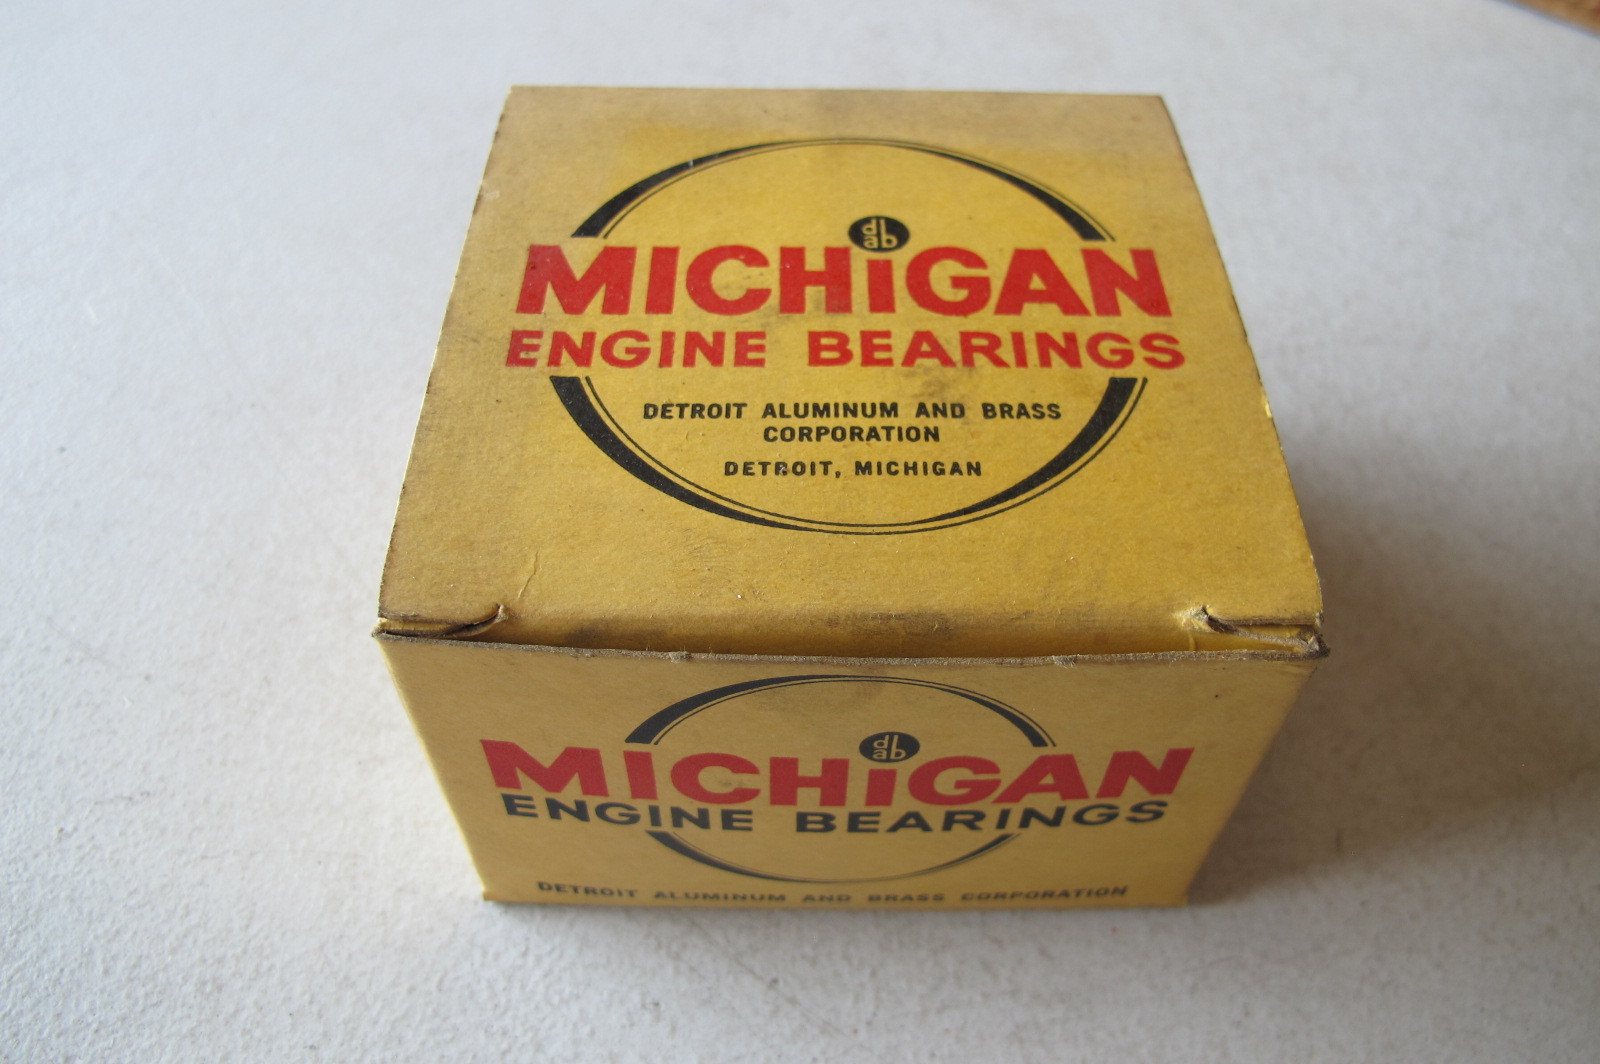 dab
MICHiGAN
ENGINE BEARINGS
DETROIT ALUMINUM AND BRASS
CORPORATION
DETROIT, MICHIGAN
dab
MICHiGAN
ENGINE BEARINGS
DETROIT ALUMINUM AND BRASS CORPORATION